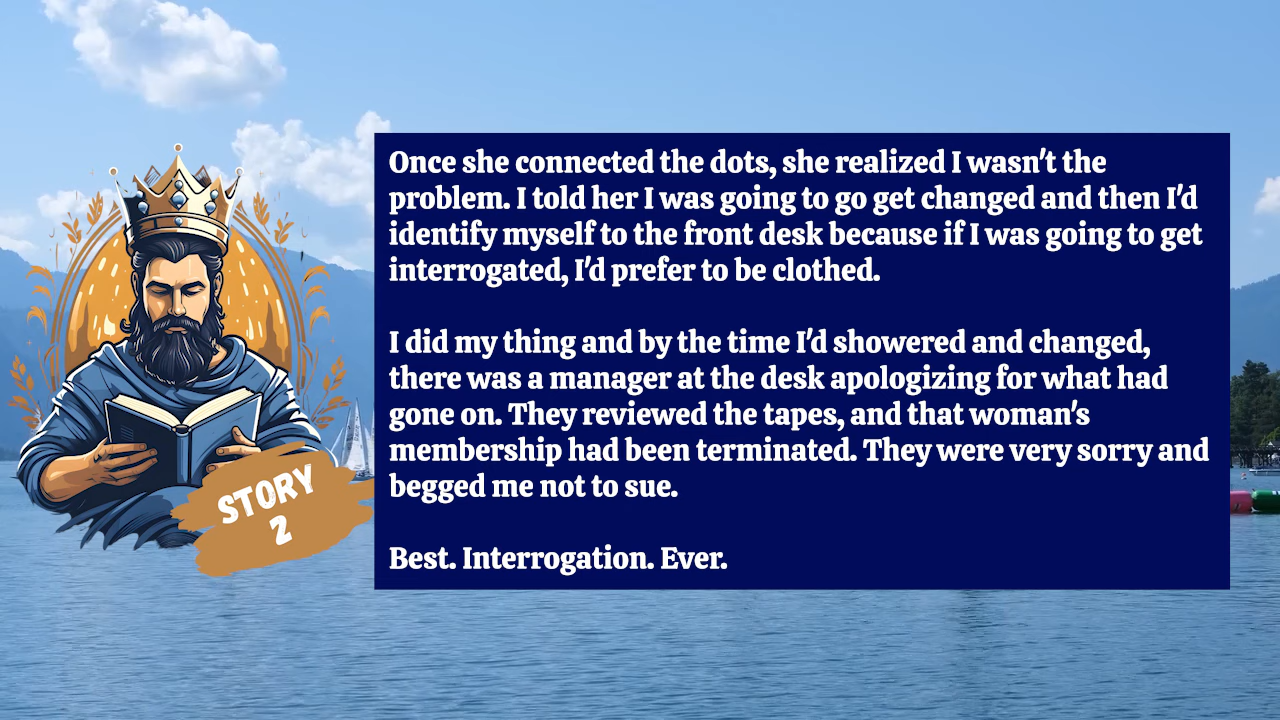 Once she connected the dots, she realized I wasn't the
problem. I told her I was going to go get changed and then I'd
identify myself to the front desk because if I was going to get
interrogated, I'd prefer to be clothed.
I did my thing and by the time I'd showered and changed,
there was a manager at the desk apologizing for what had
gone on. They reviewed the tapes, and that woman's
membership had been terminated. They were very sorry and
begged me not to sue.
Best. Interrogation. Ever.
STORY
2